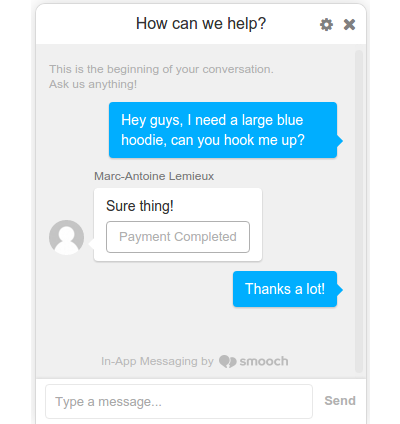 How can we help?
This is the beginning of your conversation.
Ask us anything!
Hey guys, I need a large blue
hoodie, can you hook me up?
Marc-Antoine Lemieux
Sure thing!
Payment Completed
Thanks a lot!
In-App Messaging by smooch
Type a message...
Send